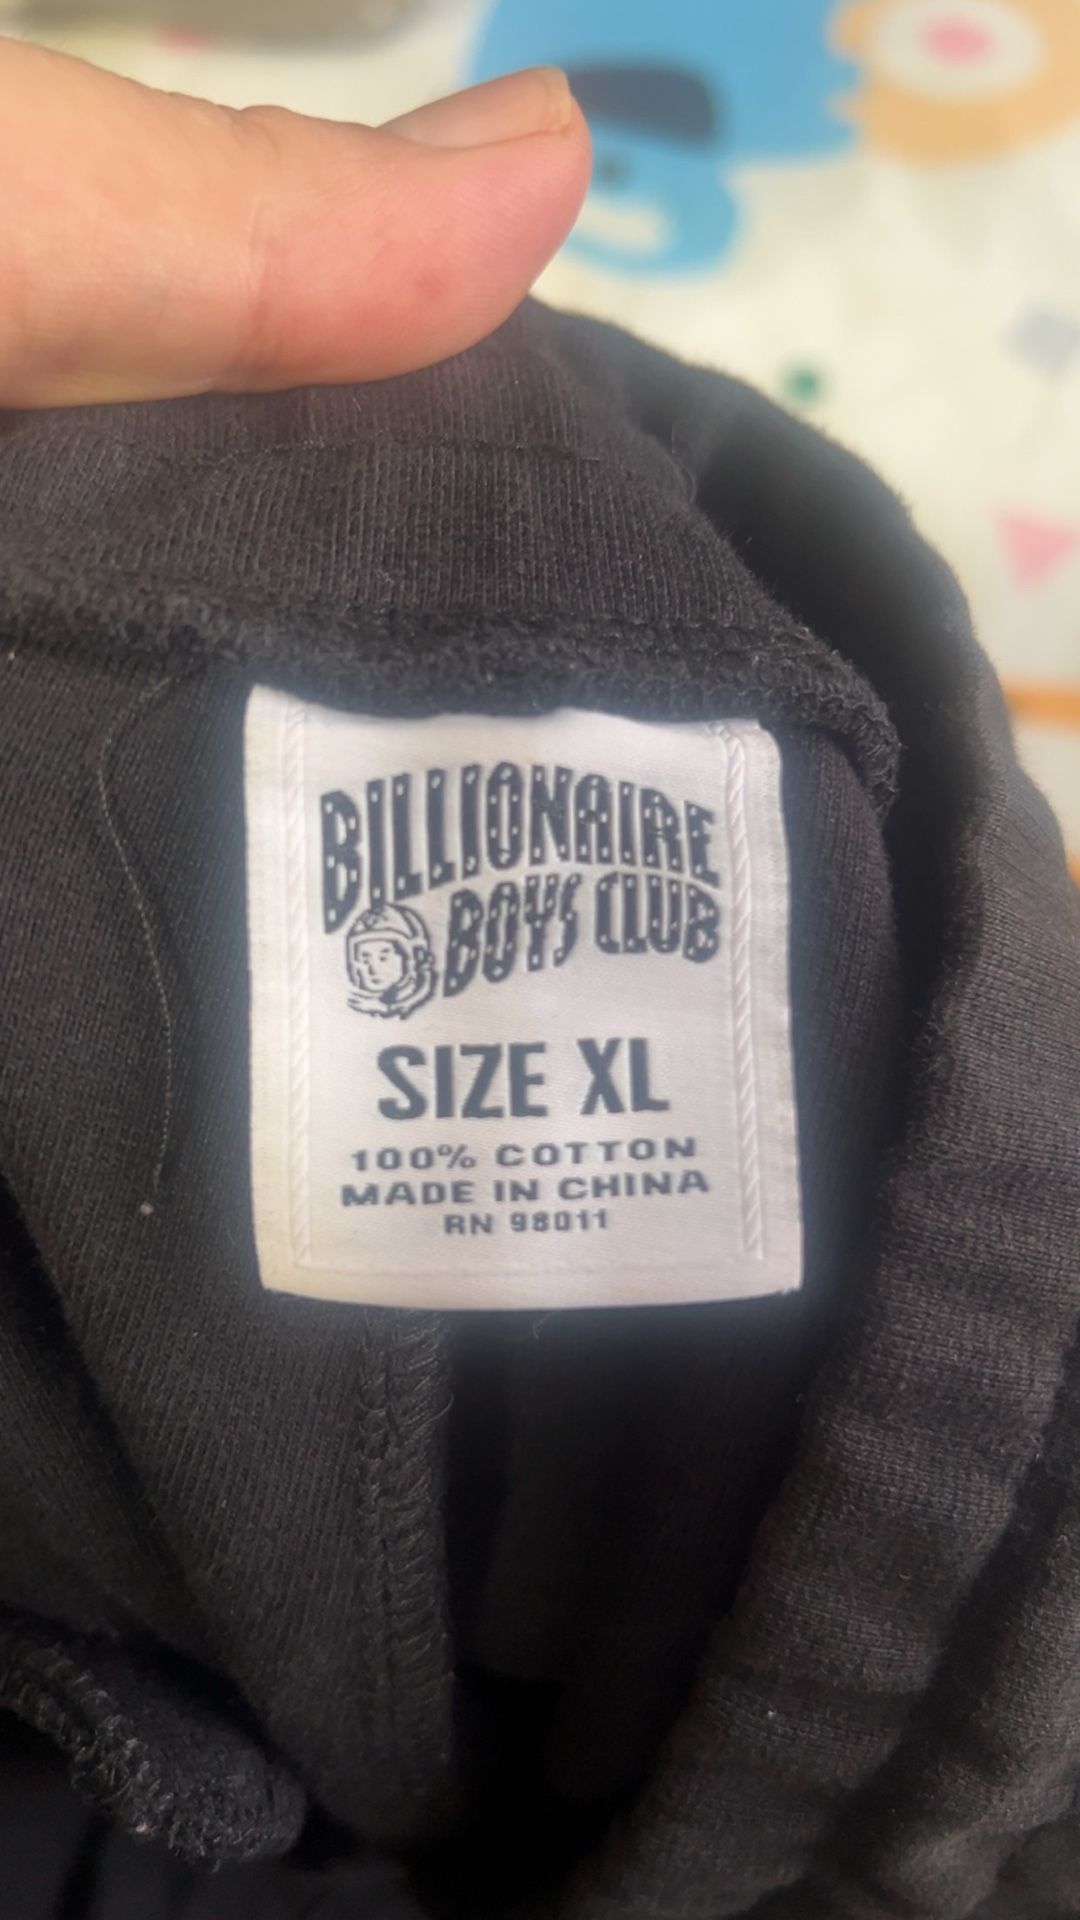 BILLIONAIRE
BOYS CLUB
SIZE XL
100% COTTON
MADE IN CHINA
RN 98011